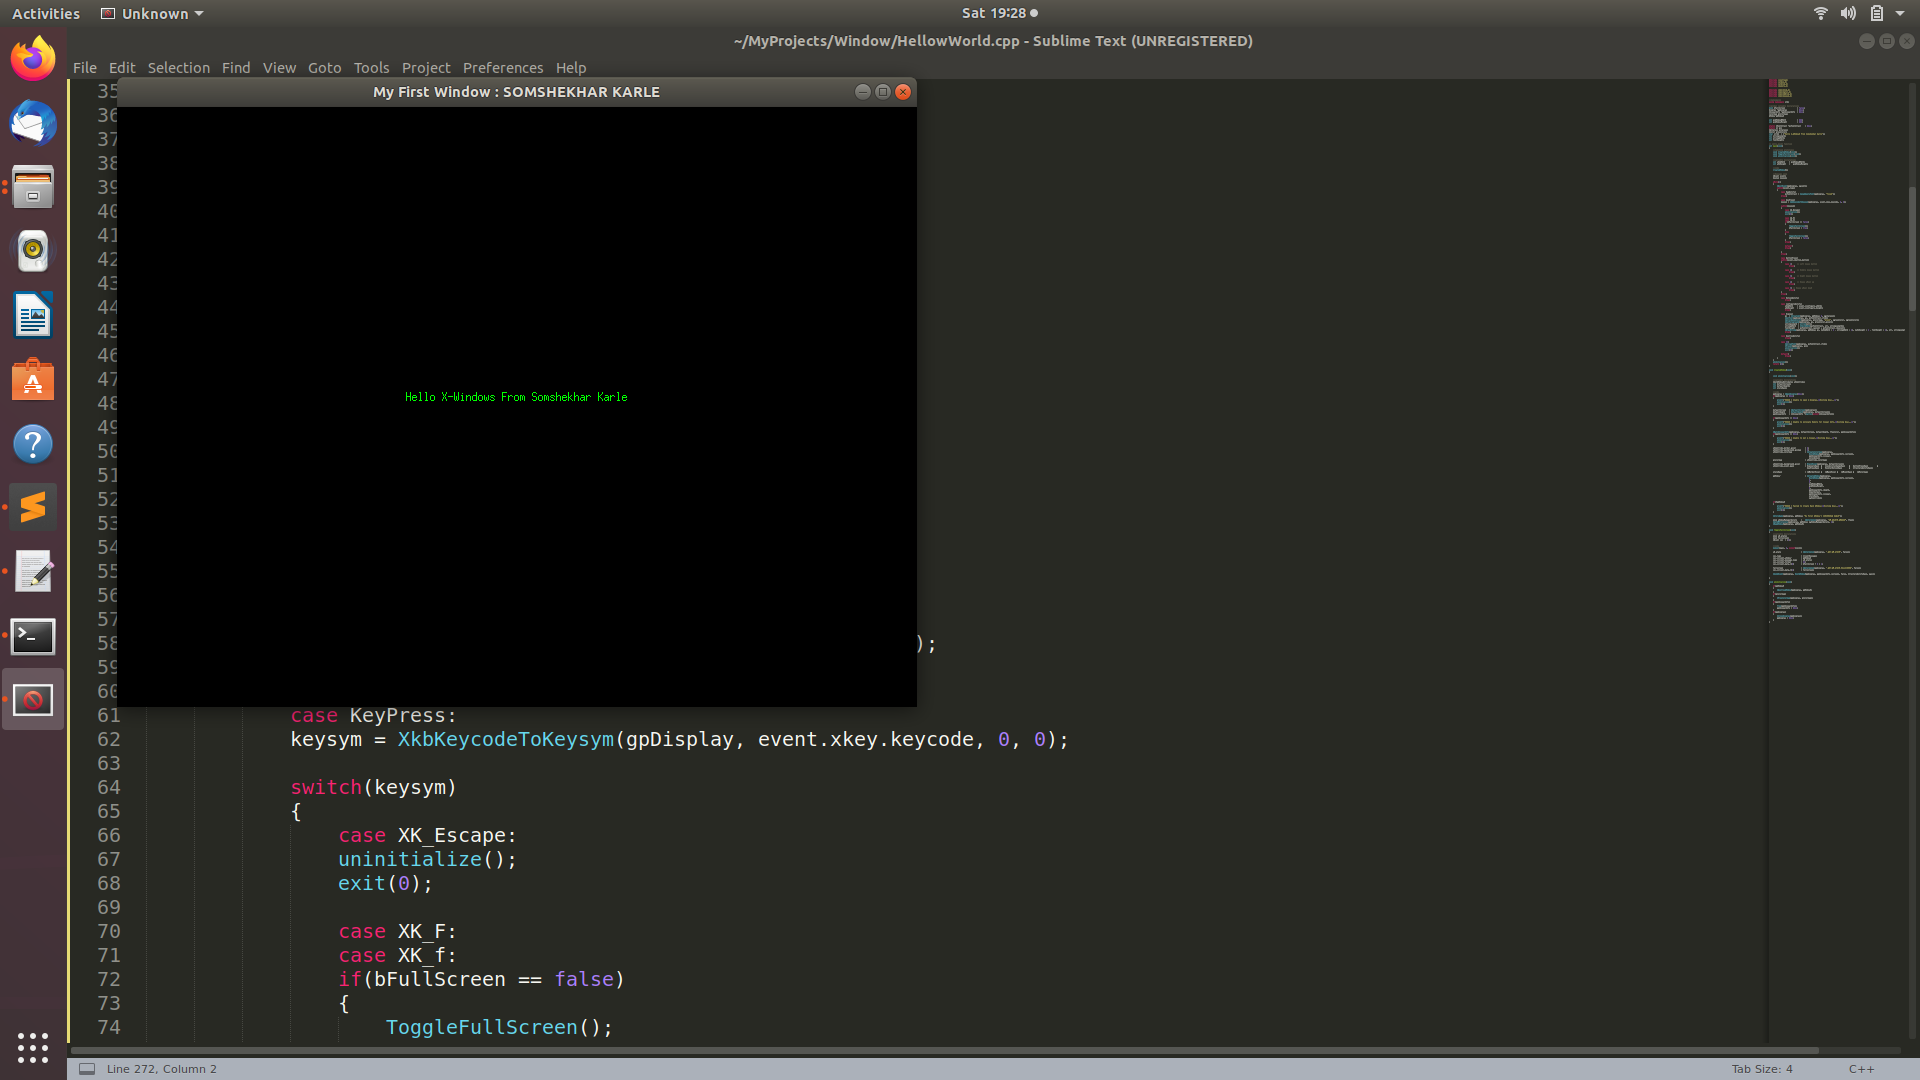 Activities Unknown Sat 19:28
~/MyProjects/Window/HellowWorld.cpp - Sublime Text (UNREGISTERED)
File Edit Selection Find View Goto Tools Project Preferences Help
My First Window : SOMSHEKHAR KARLE
35
36
37
38
39
40
41
42
43
44
45
46
47
Hello X-Windows From Somshekhar Karle
48
49
50
51
52
53
54
55
56
57
58 );
59
60
61 case KeyPress:
62 keysym = XkbKeycodeToKeysym(gpDisplay, event.xkey.keycode, 0, 0);
63
64 switch(keysym)
65 {
66 case XK_Escape:
67 uninitialize();
68 exit(0);
69
70 case XK_F:
71 case XK_f:
72 if(bFullScreen == false)
73 {
74 ToggleFullScreen();
Line 272, Column 2 Tab Size: 4 C++